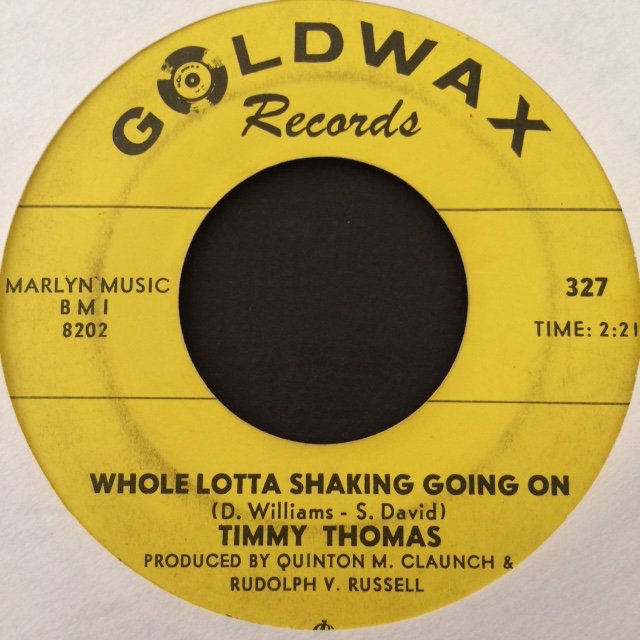 GOLDWAX
Records
MARLYN MUSIC
BMI
8202
327
TIME: 2:21
WHOLE LOTTA SHAKING GOING ON
(D. Williams - S. David)
TIMMY THOMAS
PRODUCED BY QUINTON M. CLAUNCH &
RUDOLPH V. RUSSELL